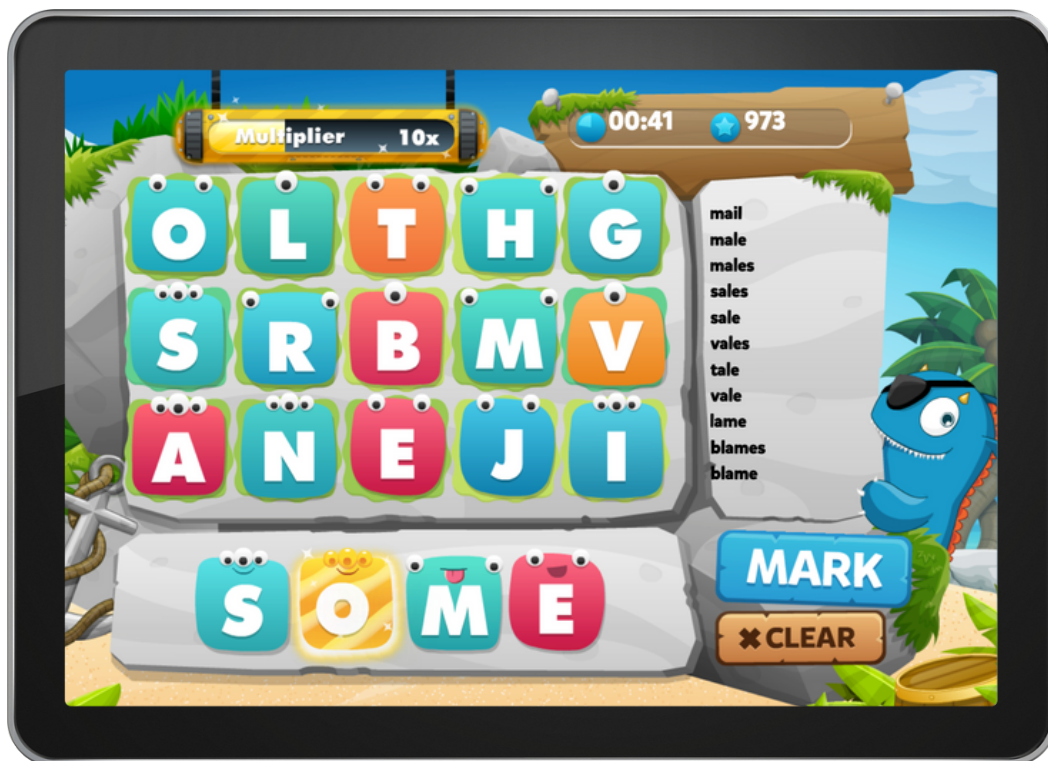 Multiplier 10x
00:41 973
O L T H G
S R B M V
A N E J I
mail
male
males
sales
sale
vales
tale
vale
lame
blames
blame
S O M E
MARK
✖ CLEAR